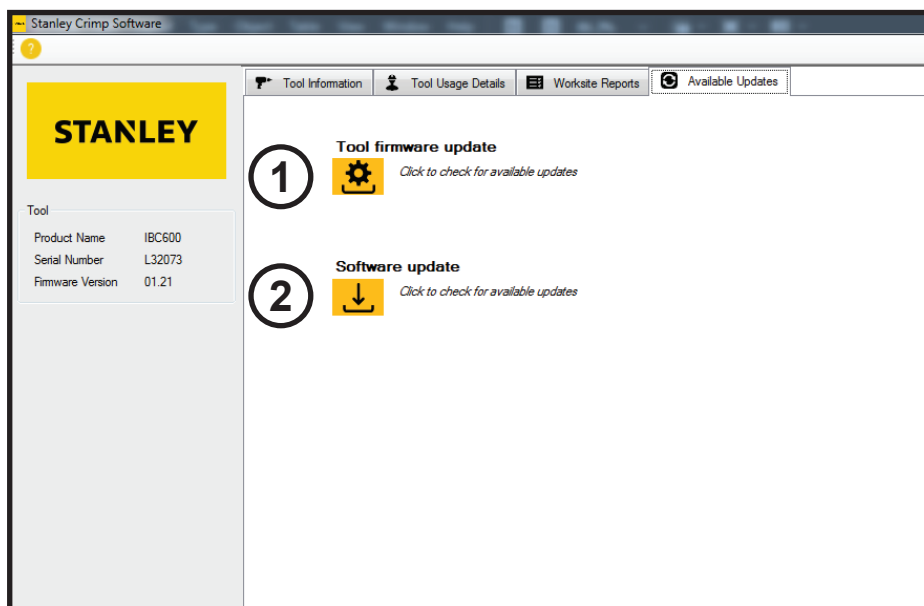 Stanley Crimp Software
?
Tool Information
Tool Usage Details
Worksite Reports
Available Updates
STANLEY
Tool
Product Name IBC600
Serial Number L32073
Firmware Version 01.21
1
Tool firmware update
Click to check for available updates
2
Software update
Click to check for available updates